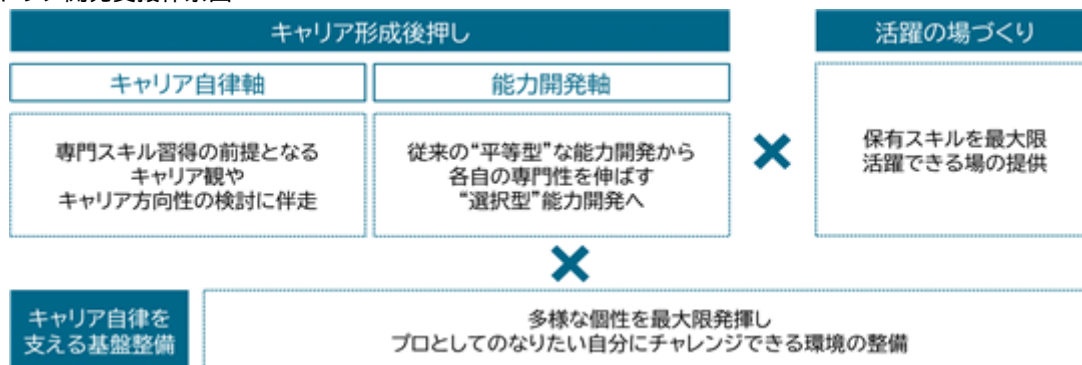 キャリア形成後押し
活躍の場づくり
キャリア自律軸
能力開発軸
専門スキル習得の前提となる
キャリア観や
キャリア方向性の検討に伴走
従来の“平等型”な能力開発から
各自の専門性を伸ばす
“選択型”能力開発へ
保有スキルを最大限
活躍できる場の提供
キャリア自律を
支える基盤整備
多様な個性を最大限発揮し
プロとしてのなりたい自分にチャレンジできる環境の整備